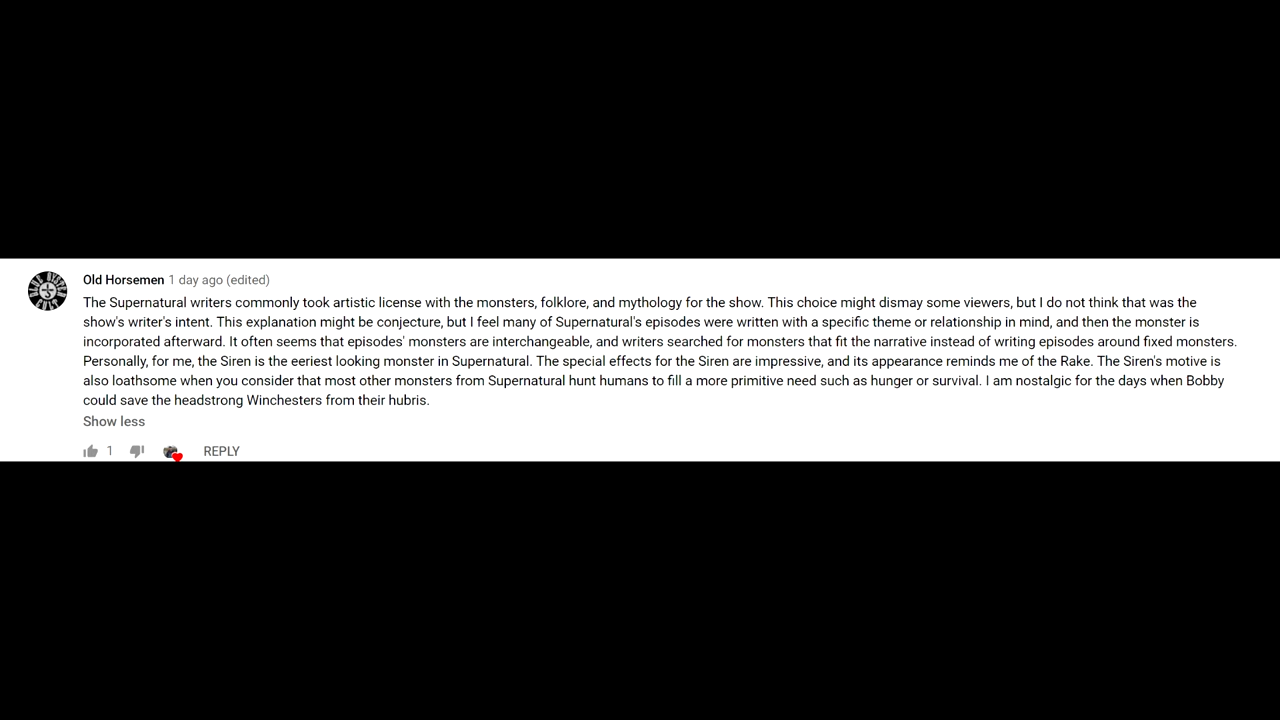 Old Horsemen 1 day ago (edited)
The Supernatural writers commonly took artistic license with the monsters, folklore, and mythology for the show. This choice might dismay some viewers, but I do not think that was the
show's writer's intent. This explanation might be conjecture, but I feel many of Supernatural's episodes were written with a specific theme or relationship in mind, and then the monster is
incorporated afterward. It often seems that episodes' monsters are interchangeable, and writers searched for monsters that fit the narrative instead of writing episodes around fixed monsters.
Personally, for me, the Siren is the eeriest looking monster in Supernatural. The special effects for the Siren are impressive, and its appearance reminds me of the Rake. The Siren's motive is
also loathsome when you consider that most other monsters from Supernatural hunt humans to fill a more primitive need such as hunger or survival. I am nostalgic for the days when Bobby
could save the headstrong Winchesters from their hubris.
Show less
1 REPLY